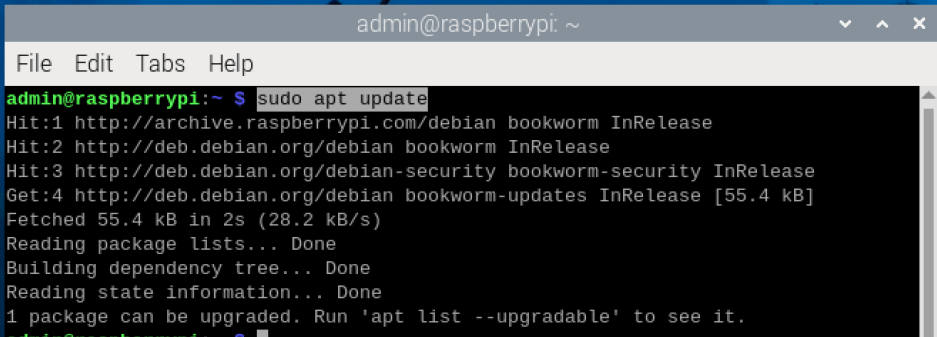 admin@raspberrypi: ~
File Edit Tabs Help
admin@raspberrypi:~ $ sudo apt update
Hit:1 http://archive.raspberrypi.com/debian bookworm InRelease
Hit:2 http://deb.debian.org/debian bookworm InRelease
Hit:3 http://deb.debian.org/debian-security bookworm-security InRelease
Get:4 http://deb.debian.org/debian bookworm-updates InRelease [55.4 kB]
Fetched 55.4 kB in 2s (28.2 kB/s)
Reading package lists... Done
Building dependency tree... Done
Reading state information... Done
1 package can be upgraded. Run 'apt list --upgradable' to see it.
admin@raspberrypi:~ $